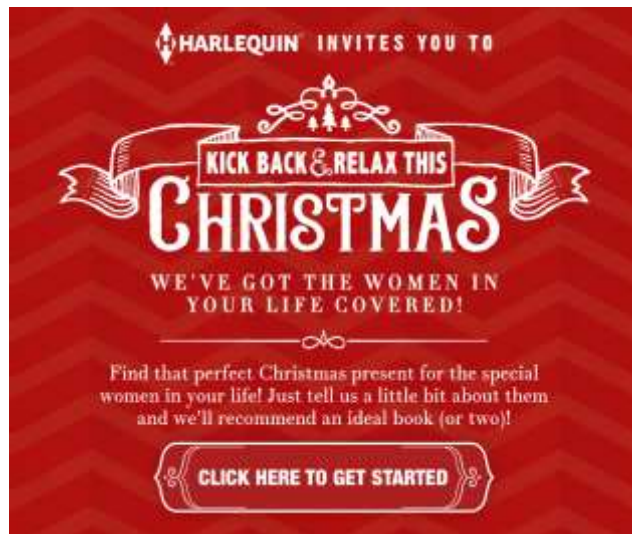 HARLEQUIN INVITES YOU TO
KICK BACK & RELAX THIS
CHRISTMAS
WE'VE GOT THE WOMEN IN
YOUR LIFE COVERED!
Find that perfect Christmas present for the special
women in your life! Just tell us a little bit about them
and we'll recommend an ideal book (or two)!
CLICK HERE TO GET STARTED